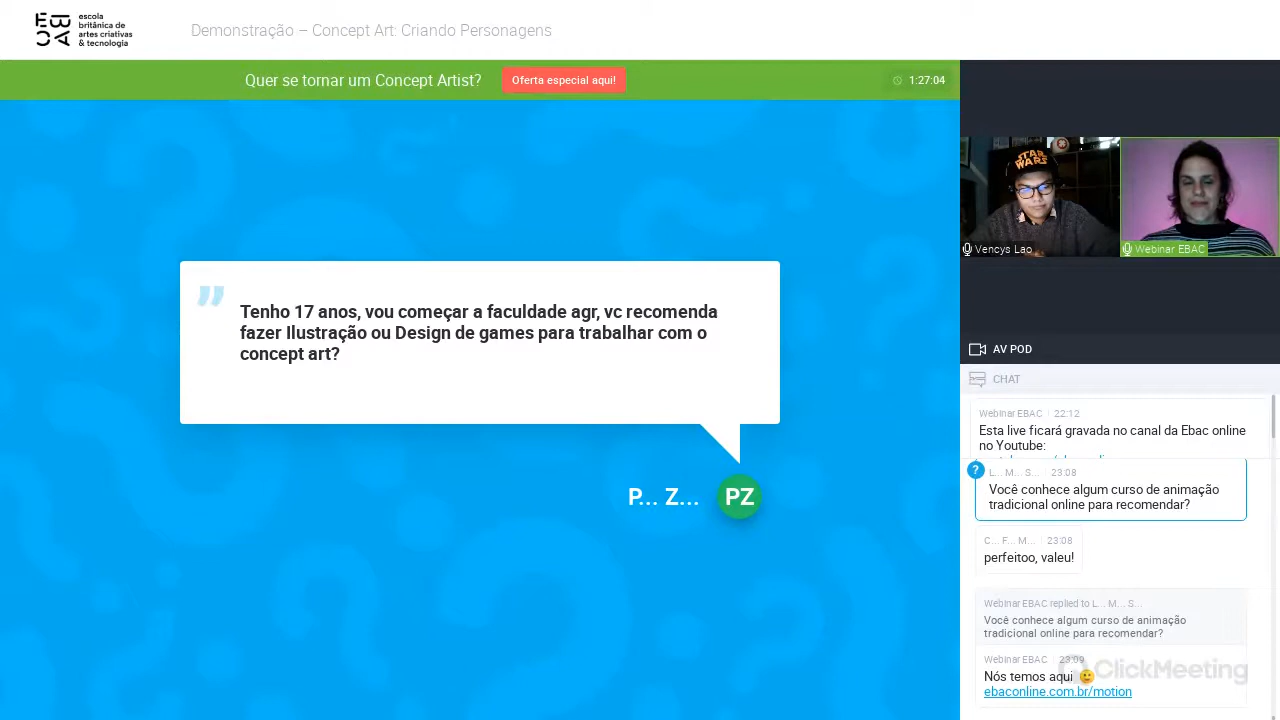 EBAC
escola
britânica de
artes criativas
& tecnologia
Demonstração – Concept Art: Criando Personagens
Quer se tornar um Concept Artist?
Oferta especial aqui!
1:27:04
”
Tenho 17 anos, vou começar a faculdade agr, vc recomenda
fazer Ilustração ou Design de games para trabalhar com o
concept art?
P... Z...
PZ
STAR
WARS
Vencys Lao
Webinar EBAC
AV POD
CHAT
Webinar EBAC 22:12
Esta live ficará gravada no canal da Ebac online
no Youtube:
?
L... M... S... 23:08
Você conhece algum curso de animação
tradicional online para recomendar?
C... F... M... 23:08
perfeitoo, valeu!
Webinar EBAC replied to L... M... S...
Você conhece algum curso de animação
tradicional online para recomendar?
Webinar EBAC 23:09
Nós temos aqui 🙂
ebaconline.com.br/motion
ClickMeeting